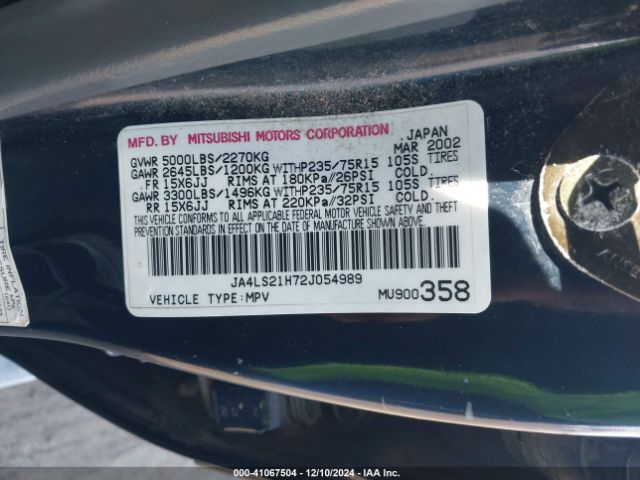 MFD. BY MITSUBISHI MOTORS CORPORATION JAPAN
GVWR 5000LBS/2270KG MAR 2002
GAWR 2645LBS/1200KG WITHP235/75R15 105S TIRES
FR 15X6JJ RIMS AT 180KPa/26PSI COLD.
GAWR 3300LBS/1496KG WITHP235/75R15 105S TIRES
RR 15X6JJ RIMS AT 220KPa/32PSI COLD.
THIS VEHICLE CONFORMS TO ALL APPLICABLE FEDERAL MOTOR VEHICLE SAFETY AND THEFT
PREVENTION STANDARDS IN EFFECT ON THE DATE OF MANUFACTURE SHOWN ABOVE.
JA4LS21H72J054989
VEHICLE TYPE:MPV MU900358
000-41067504 - 12/10/2024 - IAA Inc.